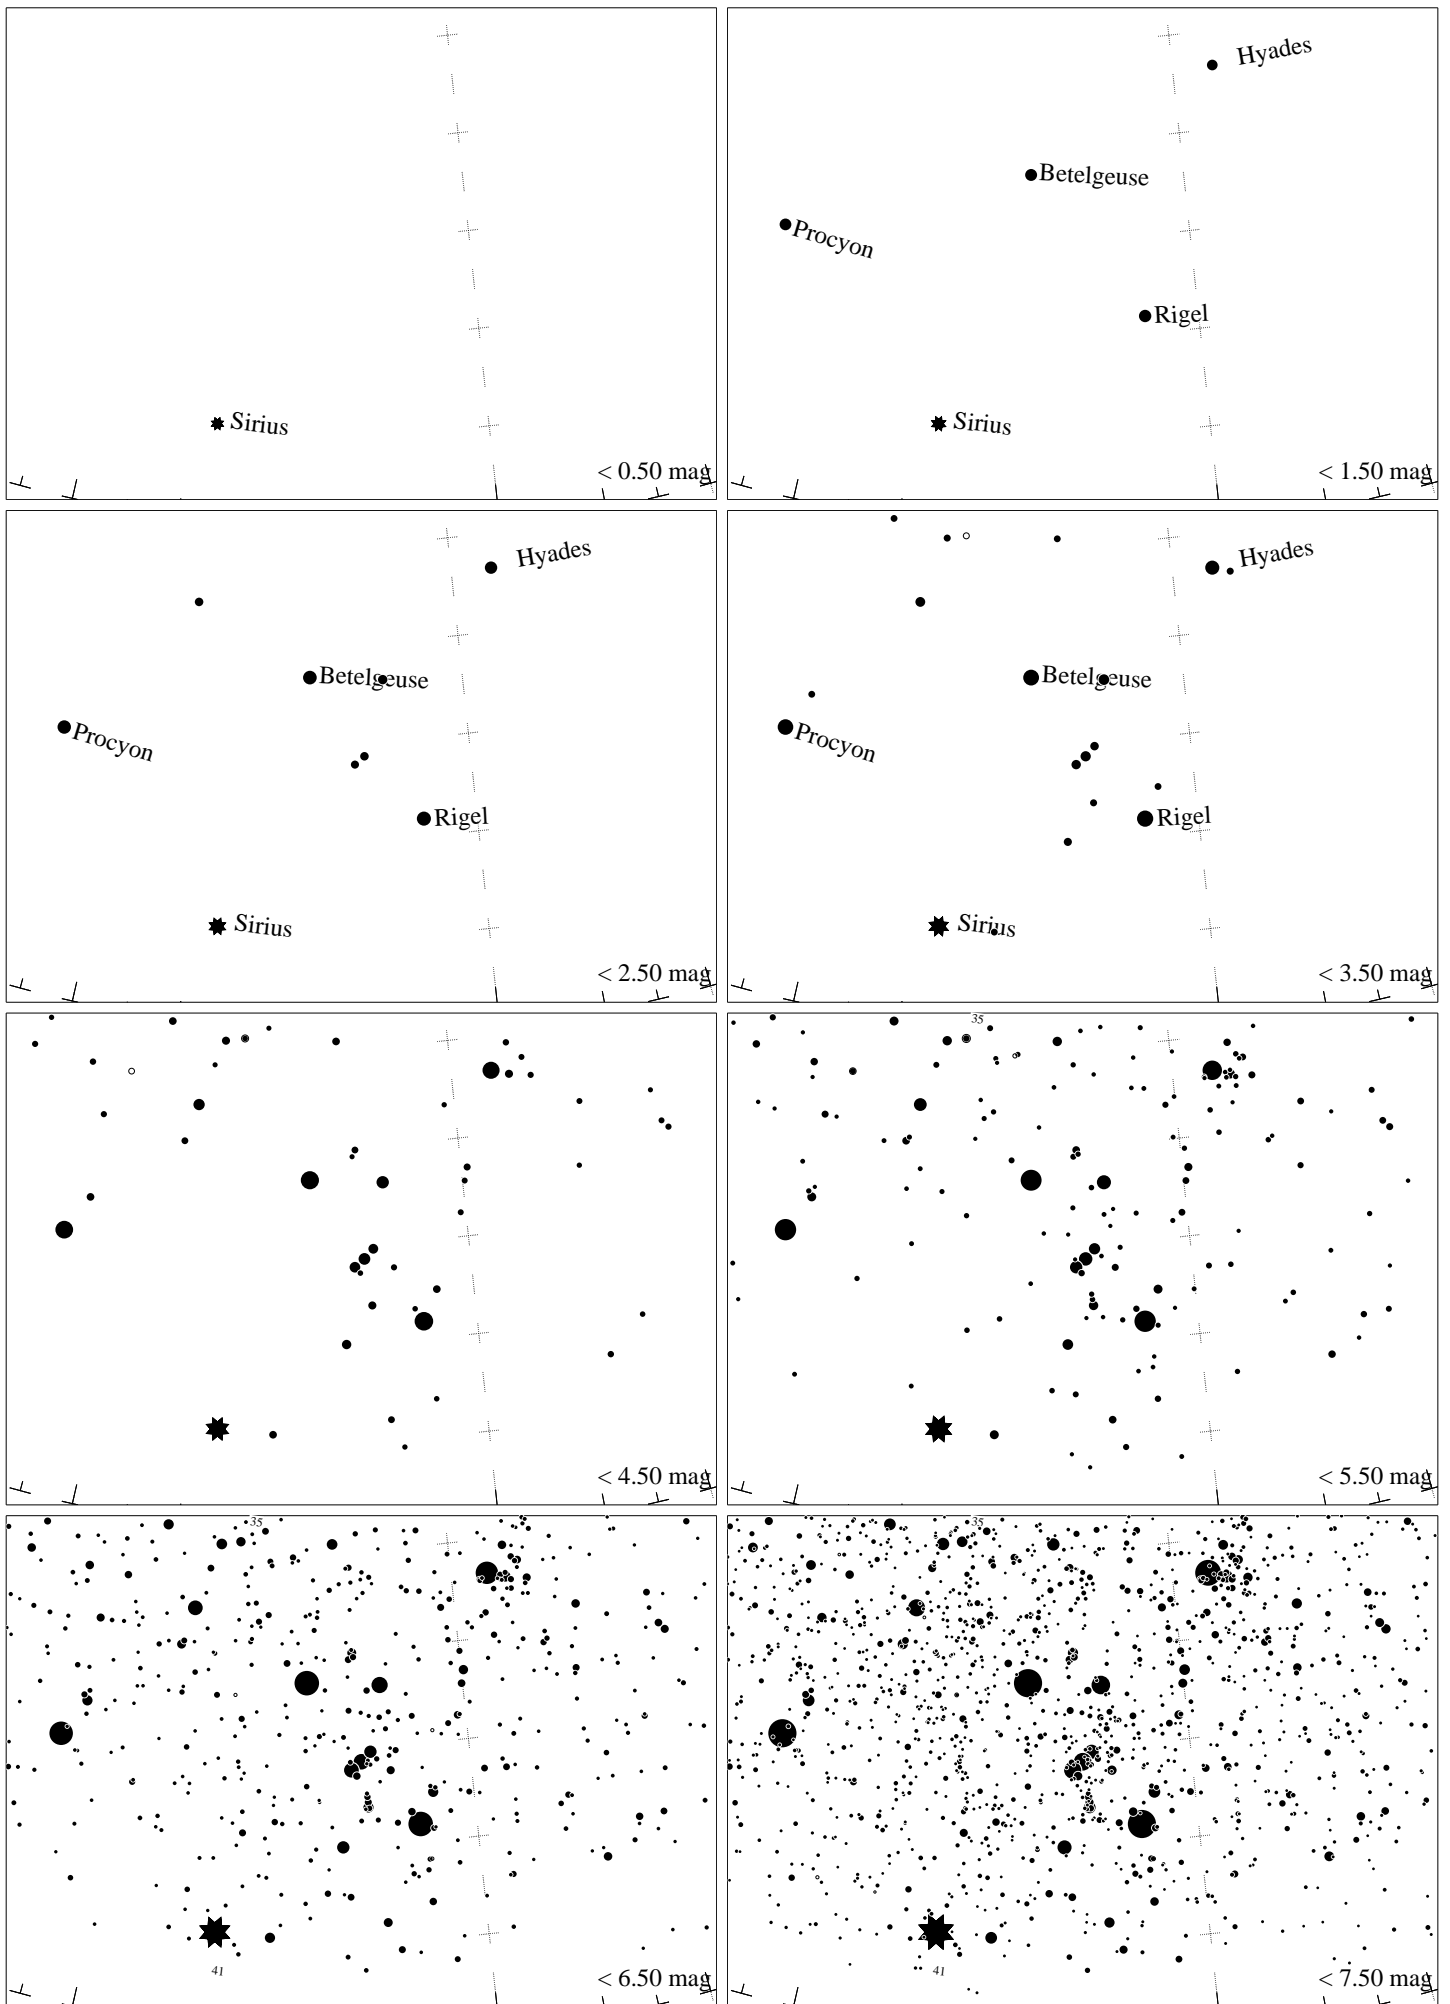 Sirius
< 0.50 mag
Hyades
Betelgeuse
Procyon
Rigel
Sirius
< 1.50 mag
Hyades
Betelgeuse
Procyon
Rigel
Sirius
< 2.50 mag
Hyades
Betelgeuse
Procyon
Rigel
Sirius
< 3.50 mag
< 4.50 mag
35
< 5.50 mag
35
41
< 6.50 mag
35
41
< 7.50 mag